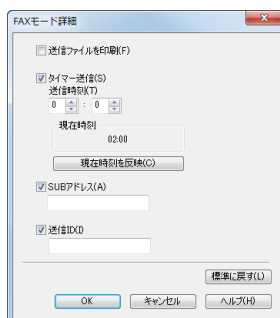 FAXモード詳細
送信ファイルを印刷(F)
タイマー送信(S)
送信時刻(T)
0 : 0
現在時刻
02:00
現在時刻を反映(C)
SUBアドレス(A)
送信ID(I)
標準に戻す(L)
OK キャンセル ヘルプ(H)